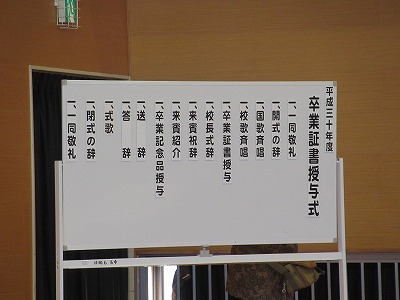 平成三十年度
卒業証書授与式
一、一同敬礼
一、開式の辞
一、国歌斉唱
一、校歌斉唱
一、卒業証書授与
一、校長式辞
一、来賓祝辞
一、来賓紹介
一、卒業記念品授与
一、送辞
一、答辞
一、式歌
一、閉式の辞
一、一同敬礼